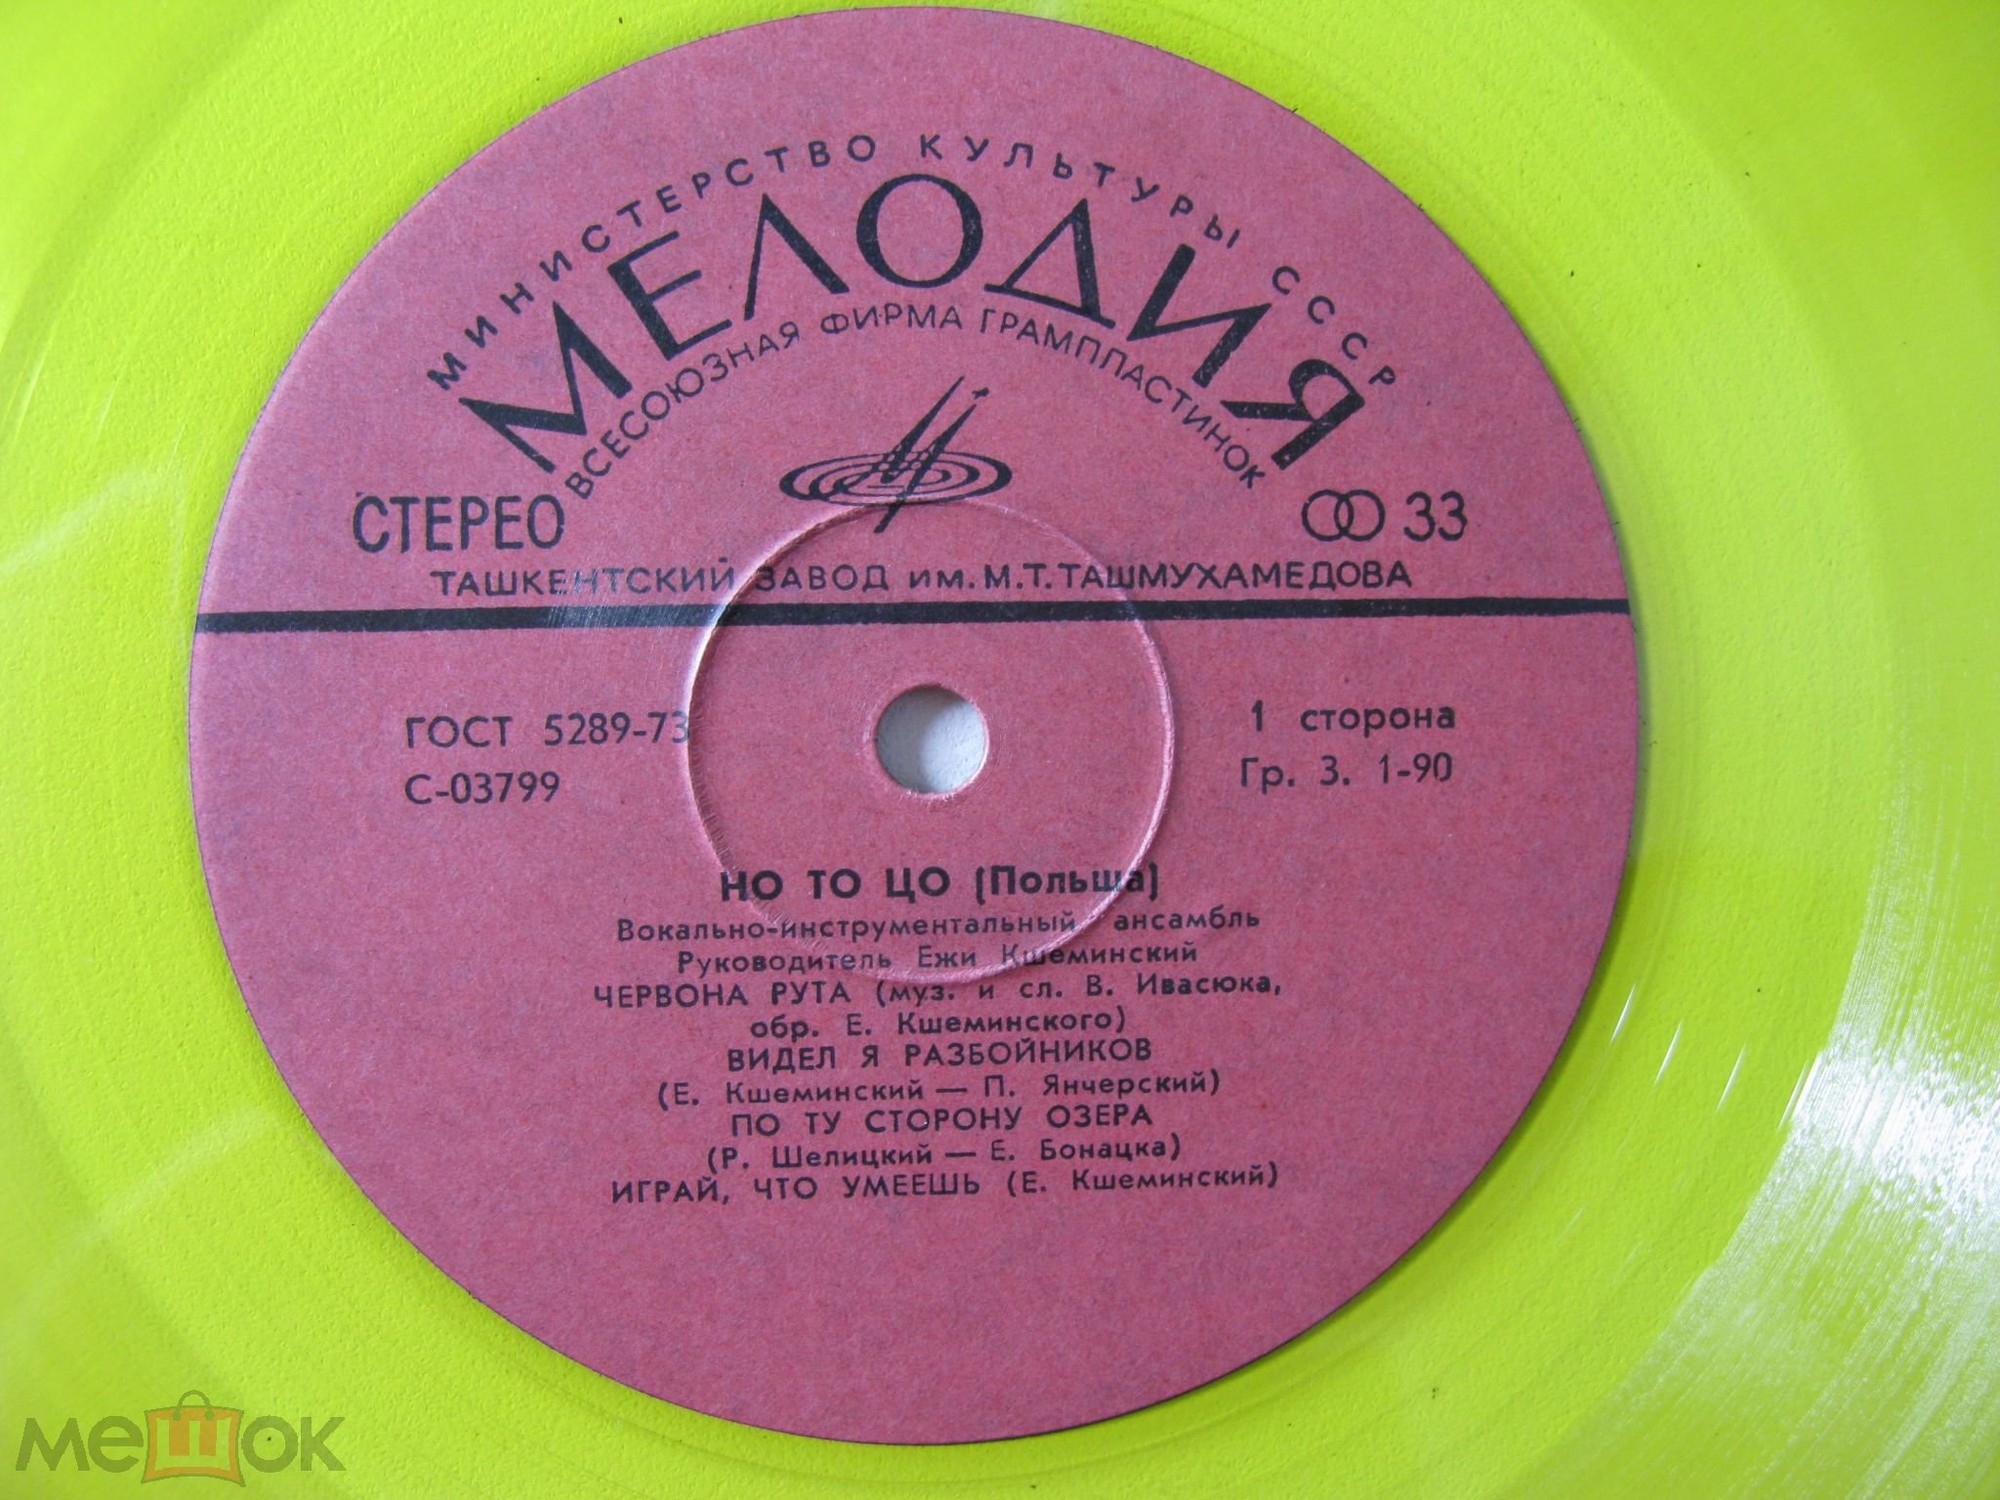 МИНИСТЕРСТВО КУЛЬТУРЫ СССР
МЕЛОДИЯ
ВСЕСОЮЗНАЯ ФИРМА ГРАМПЛАСТИНОК
СТЕРЕО
33
ТАШКЕНТСКИЙ ЗАВОД ИМ. М.Т. ТАШМУХАМЕДОВА
ГОСТ 5289-73
С-03799
1 сторона
Гр. 3. 1-90
НО ТО ЦО (Польша)
Вокально-инструментальный ансамбль
Руководитель Ежи Кшеминский
ЧЕРВОНА РУТА (муз. и сл. В. Ивасюка,
обр. Е. Кшеминского)
ВИДЕЛ Я РАЗБОЙНИКОВ
(Е. Кшеминский — П. Янчерский)
ПО ТУ СТОРОНУ ОЗЕРА
(Р. Шелицкий — Е. Бонацка)
ИГРАЙ, ЧТО УМЕЕШЬ (Е. Кшеминский)
мешок